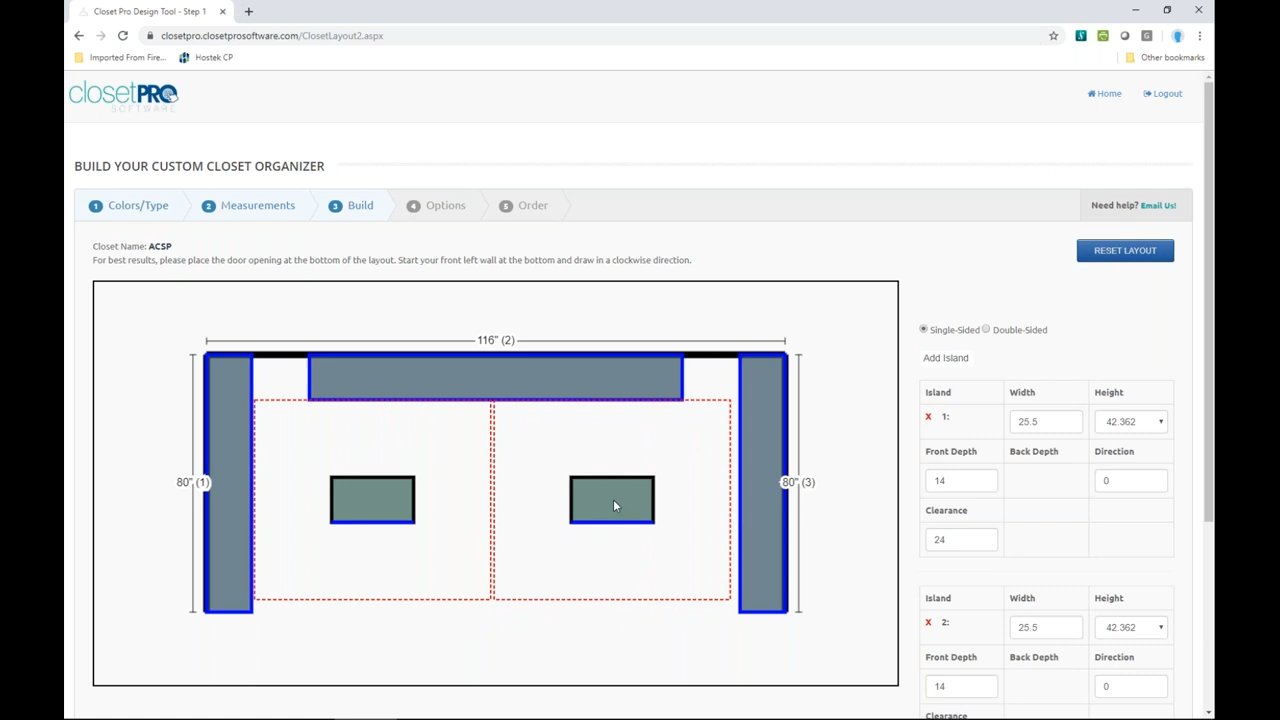 Closet Pro Design Tool - Step 1
closetpro.closetprosoftware.com/ClosetLayout2.aspx
Imported From Fire...
Hostek CP
Other bookmarks
closetPRO
SOFTWARE
Home
Logout
BUILD YOUR CUSTOM CLOSET ORGANIZER
1 Colors/Type
2 Measurements
3 Build
4 Options
5 Order
Need help? Email Us!
Closet Name: ACSP
For best results, please place the door opening at the bottom of the layout. Start your front left wall at the bottom and draw in a clockwise direction.
RESET LAYOUT
116" (2)
80" (1)
80" (3)
Single-Sided Double-Sided
Add Island
Island Width Height
X 1: 25.5 42.362
Front Depth Back Depth Direction
14 0
Clearance
24
Island Width Height
X 2: 25.5 42.362
Front Depth Back Depth Direction
14 0
Clearance